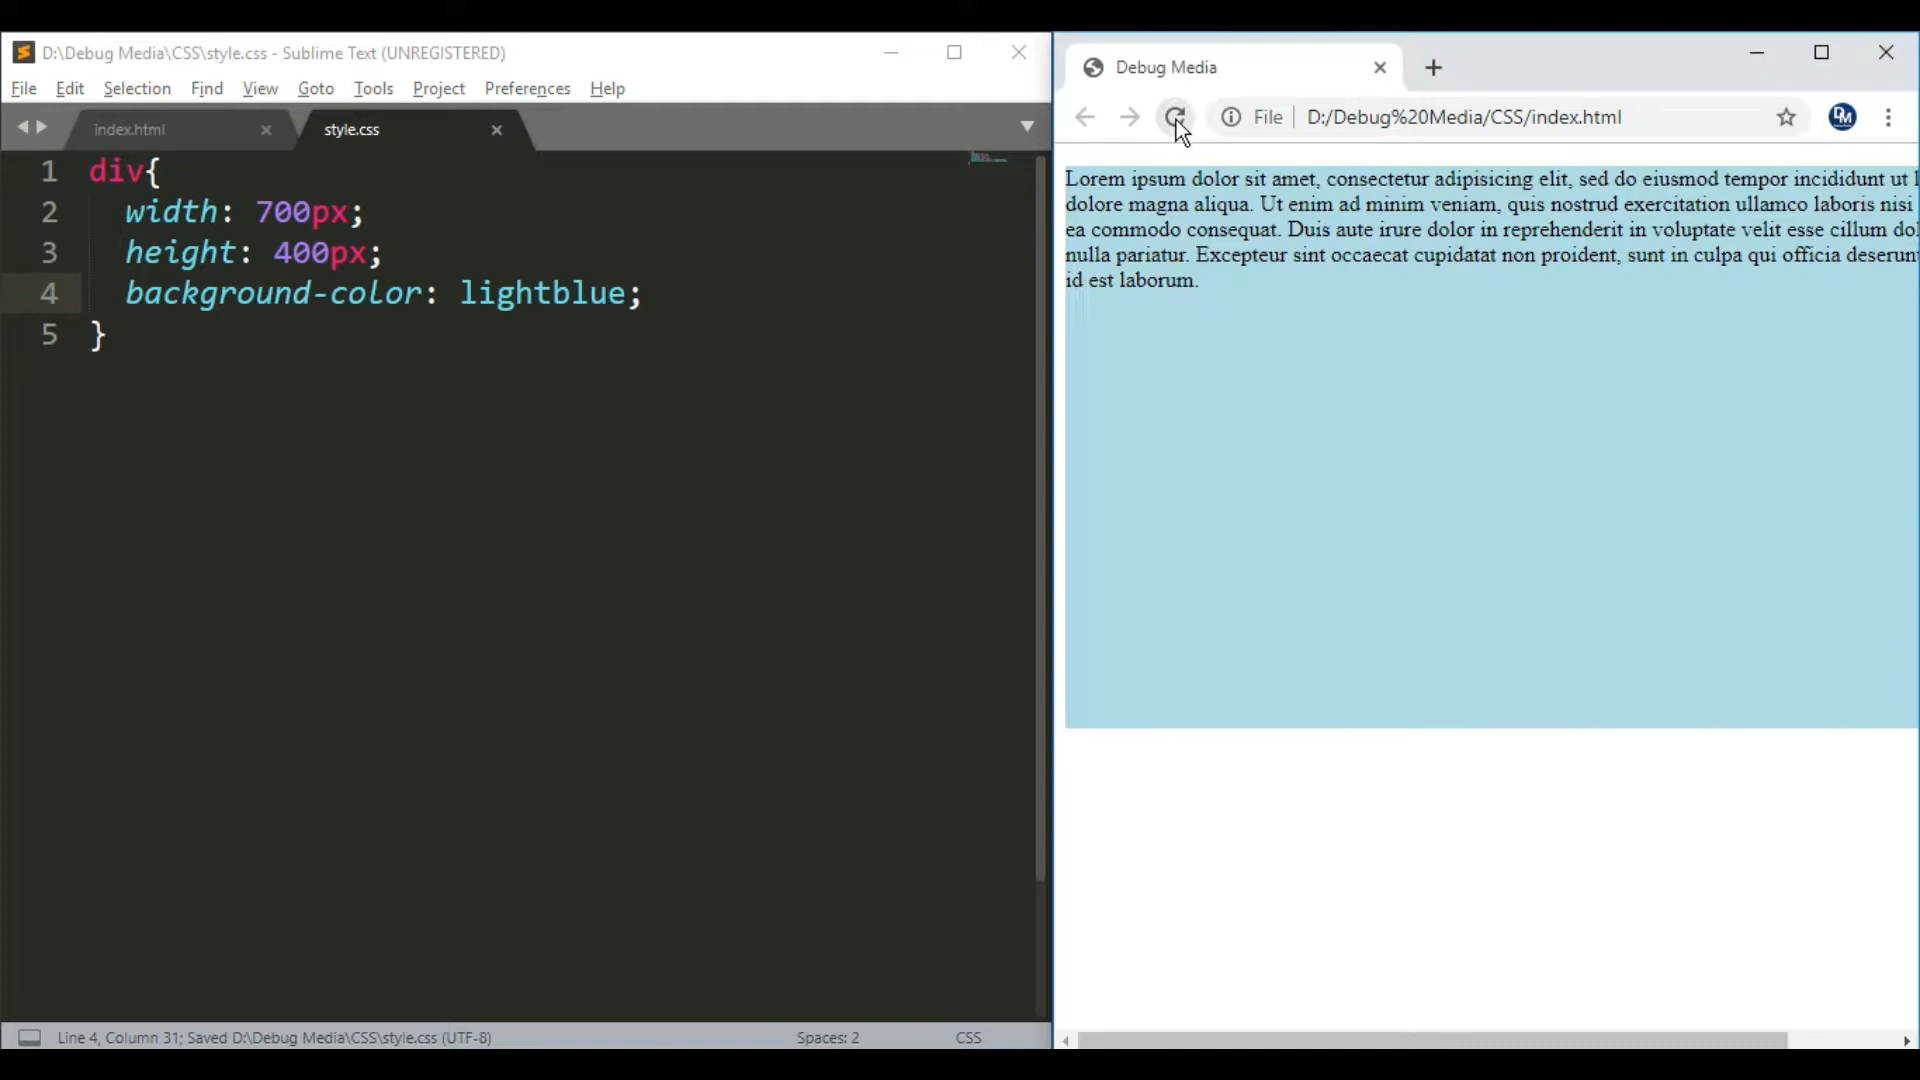 D:\Debug Media\CSS\style.css - Sublime Text (UNREGISTERED)
File Edit Selection Find View Goto Tools Project Preferences Help
index.html style.css
1 div{
2 width: 700px;
3 height: 400px;
4 background-color: lightblue;
5 }
Line 4, Column 31; Saved D:\Debug Media\CSS\style.css (UTF-8) Spaces: 2 CSS
Debug Media
File D:/Debug%20Media/CSS/index.html DM
Lorem ipsum dolor sit amet, consectetur adipisicing elit, sed do eiusmod tempor incididunt ut l
dolore magna aliqua. Ut enim ad minim veniam, quis nostrud exercitation ullamco laboris nisi
ea commodo consequat. Duis aute irure dolor in reprehenderit in voluptate velit esse cillum dol
nulla pariatur. Excepteur sint occaecat cupidatat non proident, sunt in culpa qui officia deserunt
id est laborum.